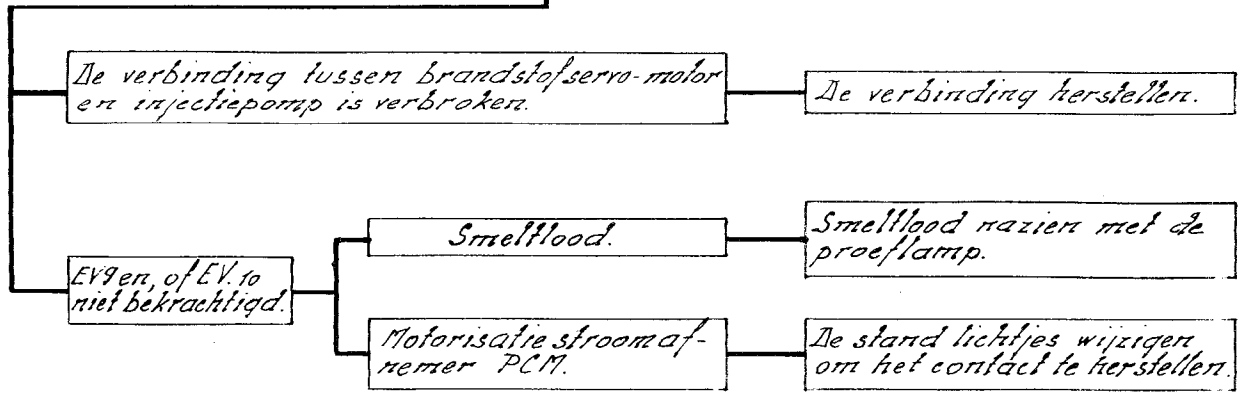 De verbinding tussen brandstofservo-motor
en injectiepomp is verbroken.
De verbinding herstellen.
EV9 en, of EV.10
niet bekrachtigd.
Smeltlood.
Smeltlood nazien met de
proeflamp.
Motorisatie stroomaf-
nemer PCM.
De stand lichtjes wijzigen
om het contact te herstellen.